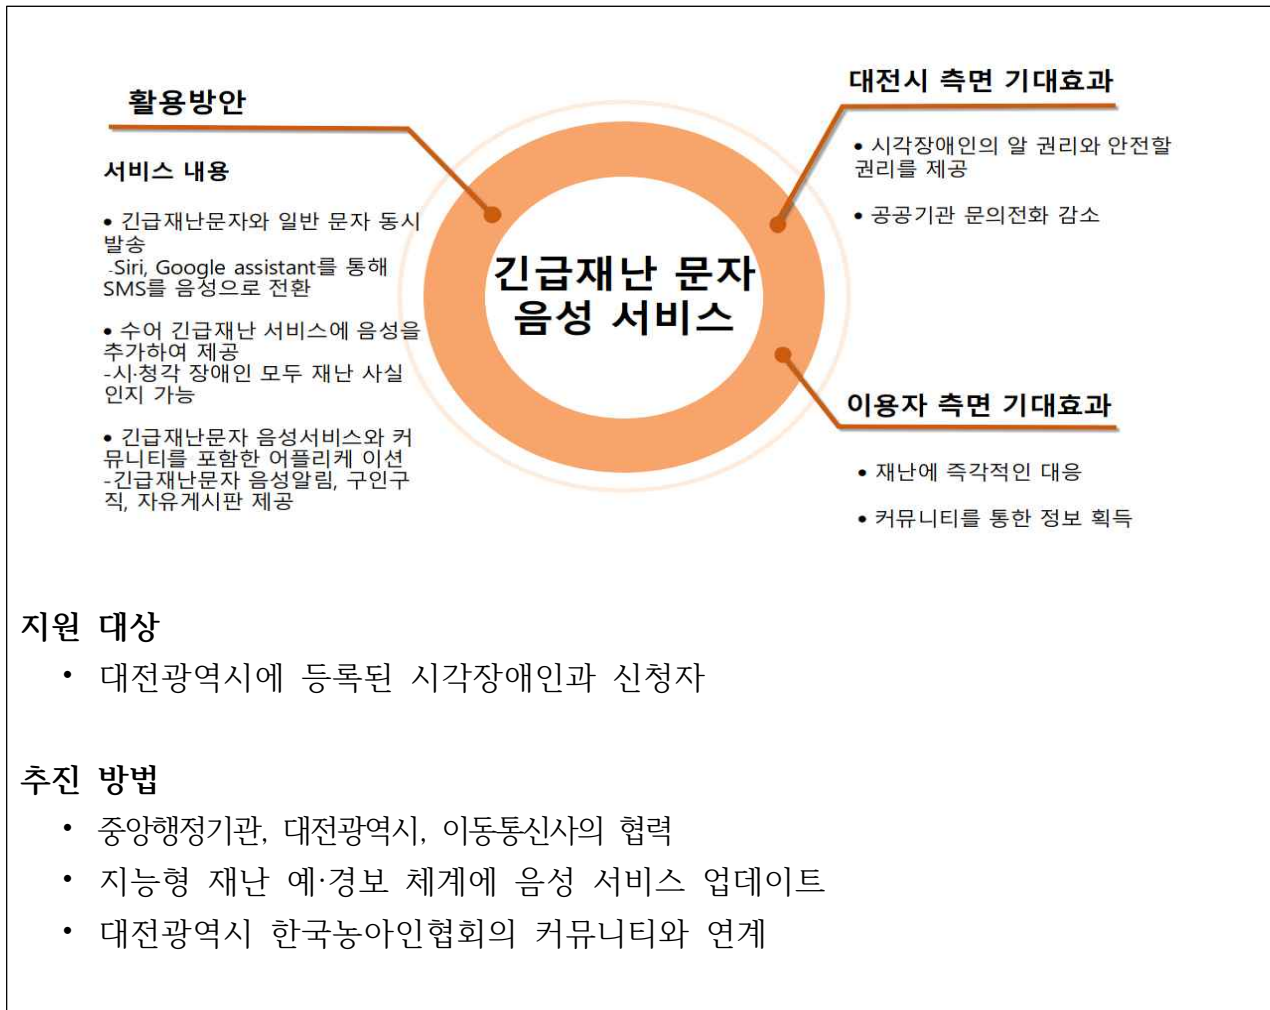 활용방안
서비스 내용
• 긴급재난문자와 일반 문자 동시
발송
-Siri, Google assistant를 통해
SMS를 음성으로 전환
• 수어 긴급재난 서비스에 음성을
추가하여 제공
-시·청각 장애인 모두 재난 사실
인지 가능
• 긴급재난문자 음성서비스와 커
뮤니티를 포함한 어플리케 이션
-긴급재난문자 음성알림, 구인구
직, 자유게시판 제공
긴급재난 문자
음성 서비스
대전시 측면 기대효과
• 시각장애인의 알 권리와 안전할
권리를 제공
• 공공기관 문의전화 감소
이용자 측면 기대효과
• 재난에 즉각적인 대응
• 커뮤니티를 통한 정보 획득
지원 대상
• 대전광역시에 등록된 시각장애인과 신청자
추진 방법
• 중앙행정기관, 대전광역시, 이동통신사의 협력
• 지능형 재난 예·경보 체계에 음성 서비스 업데이트
• 대전광역시 한국농아인협회의 커뮤니티와 연계